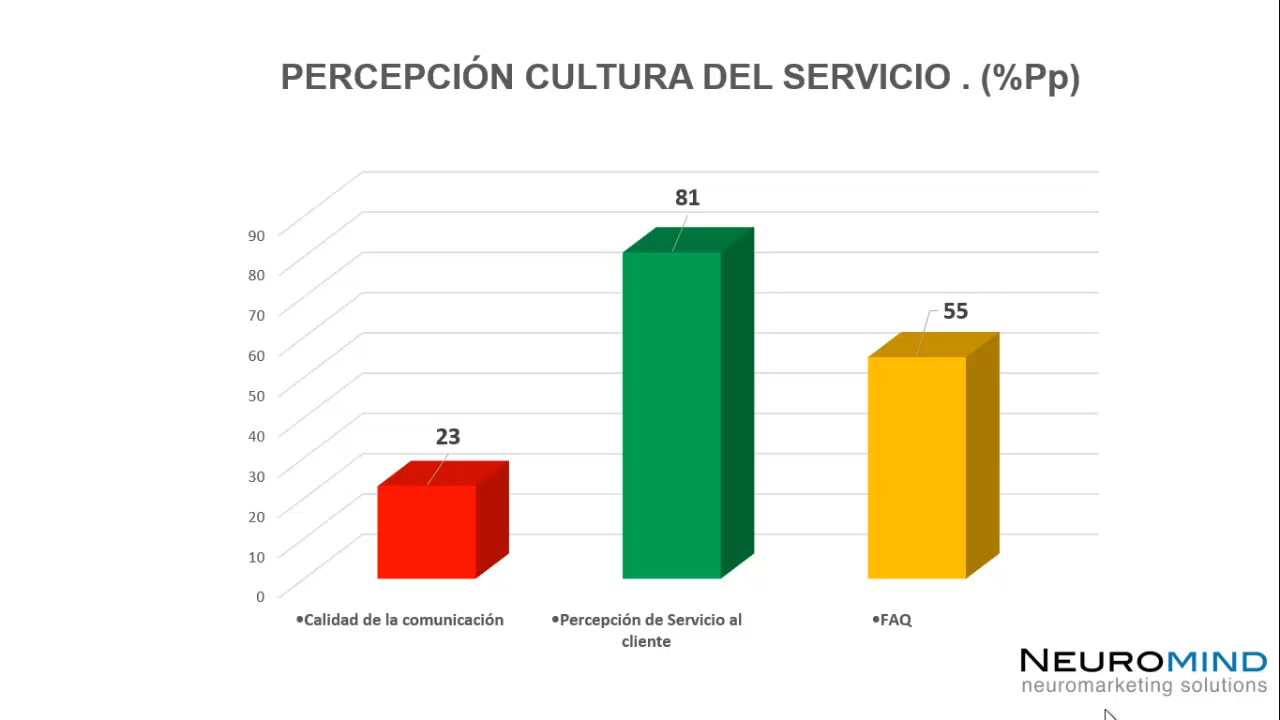 PERCEPCIÓN CULTURA DEL SERVICIO . (%Pp)
81
90
80
55
70
60
50
40
23
30
20
10
0
•Calidad de la comunicación
•Percepción de Servicio al
cliente
•FAQ
NEUROMIND
neuromarketing solutions